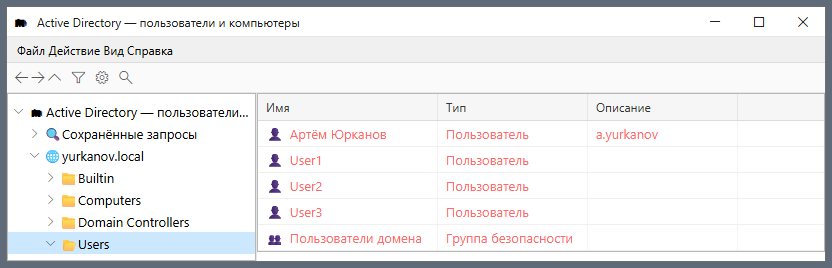 Active Directory — пользователи и компьютеры
Файл Действие Вид Справка
Active Directory — пользователи...
Сохранённые запросы
yurkanov.local
Builtin
Computers
Domain Controllers
Users
Имя Тип Описание
Артём Юрканов Пользователь a.yurkanov
User1 Пользователь
User2 Пользователь
User3 Пользователь
Пользователи домена Группа безопасности